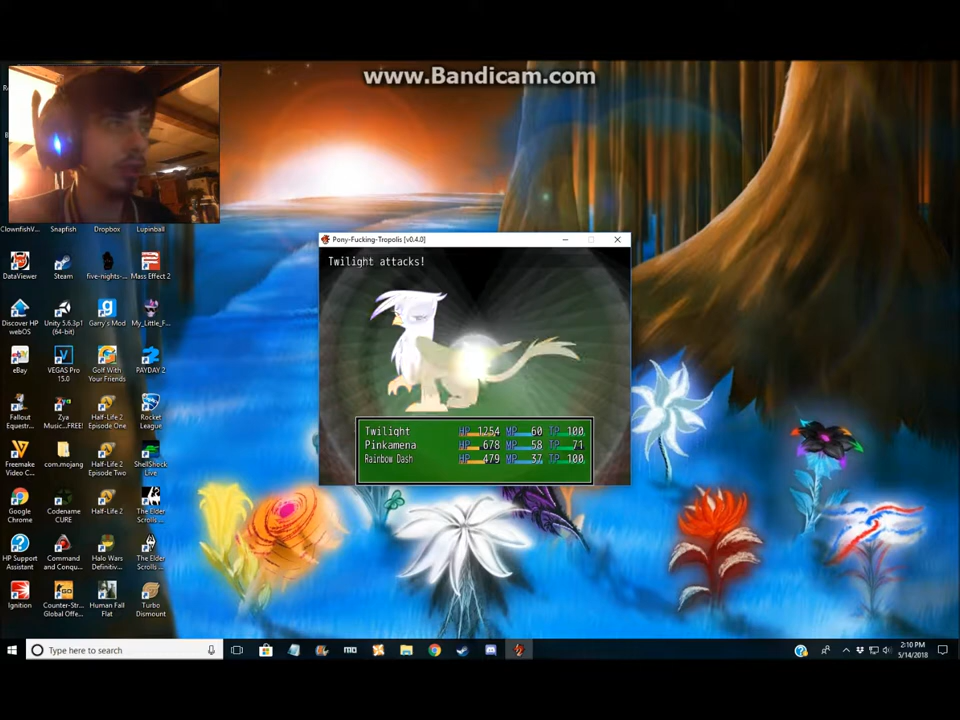 www.Bandicam.com
Pony-Fucking-Tropolis [v0.4.0]
Twilight attacks!
Twilight HP 1254 MP 60 TP 100
Pinkamena HP 678 MP 58 TP 71
Rainbow Dash HP 479 MP 37 TP 100
ClownfishV... Snapfish Dropbox Lupinball
DataViewer Steam five-nights-... Mass Effect 2
Discover HP webOS Unity 5.6.3p1 (64-bit) Garry's Mod My_Little_F...
eBay VEGAS Pro 15.0 Golf With Your Friends PAYDAY 2
Fallout Equestr... Zya Music...FREE! Half-Life 2 Episode One Rocket League
Freemake Video C... com.mojang Half-Life 2 Episode Two ShellShock Live
Google Chrome Codename CURE Half-Life 2 The Elder Scrolls ...
HP Support Assistant Command and Conqu... Halo Wars Definitiv... The Elder Scrolls ...
Ignition Counter-Str... Global Offe... Human Fall Flat Turbo Dismount
Type here to search
2:10 PM
5/14/2018